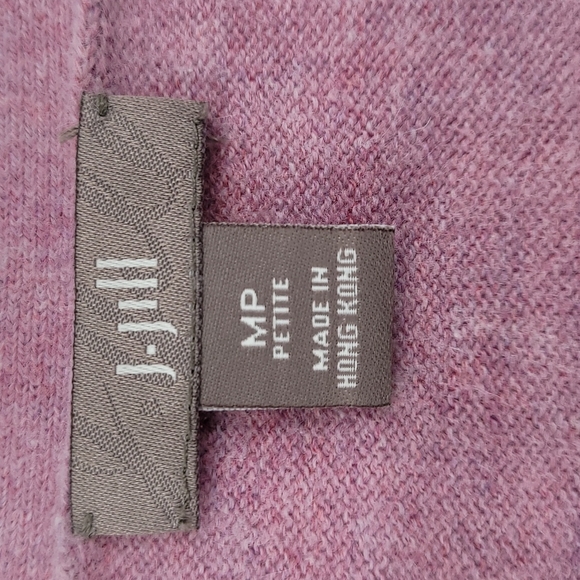 J.Jill
MP
PETITE
MADE IN
HONG KONG